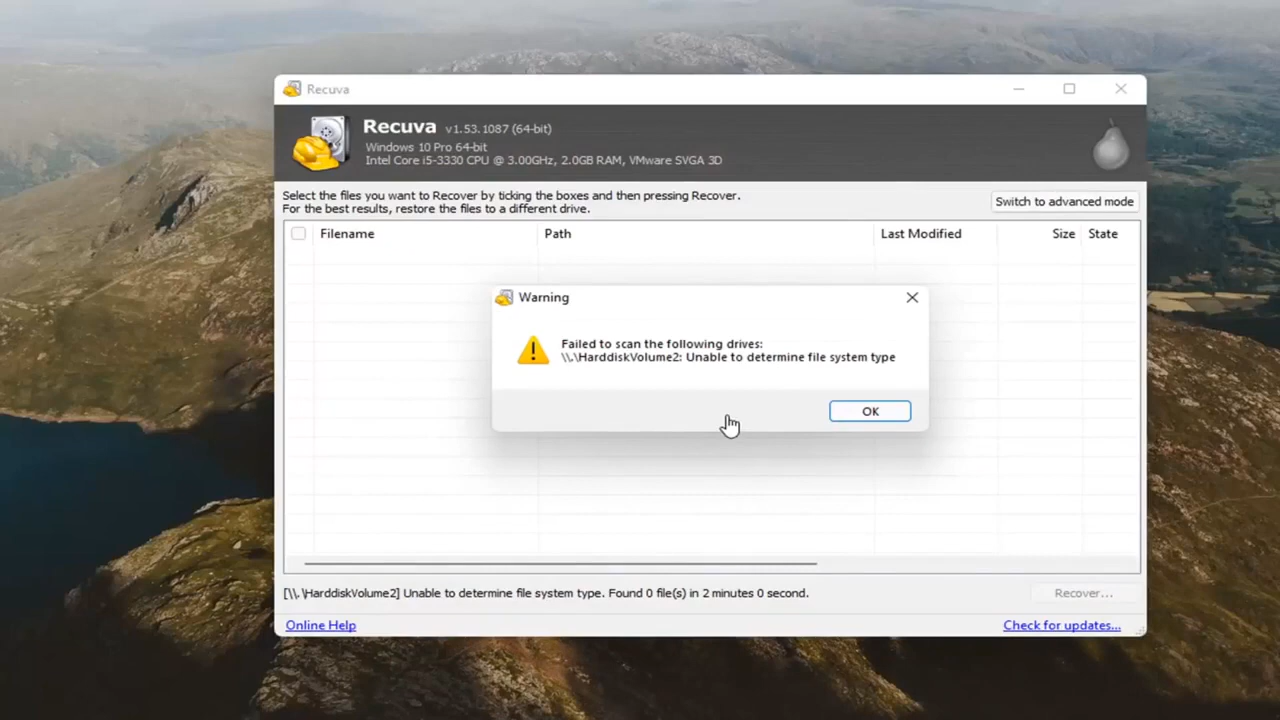 Recuva
Recuva v1.53.1087 (64-bit)
Windows 10 Pro 64-bit
Intel Core i5-3330 CPU @ 3.00GHz, 2.0GB RAM, VMware SVGA 3D
Select the files you want to Recover by ticking the boxes and then pressing Recover.
For the best results, restore the files to a different drive.
Switch to advanced mode
Filename Path Last Modified Size State
Warning
Failed to scan the following drives:
\\.\HarddiskVolume2: Unable to determine file system type
OK
[\\.\HarddiskVolume2] Unable to determine file system type. Found 0 file(s) in 2 minutes 0 second.
Recover...
Online Help
Check for updates...